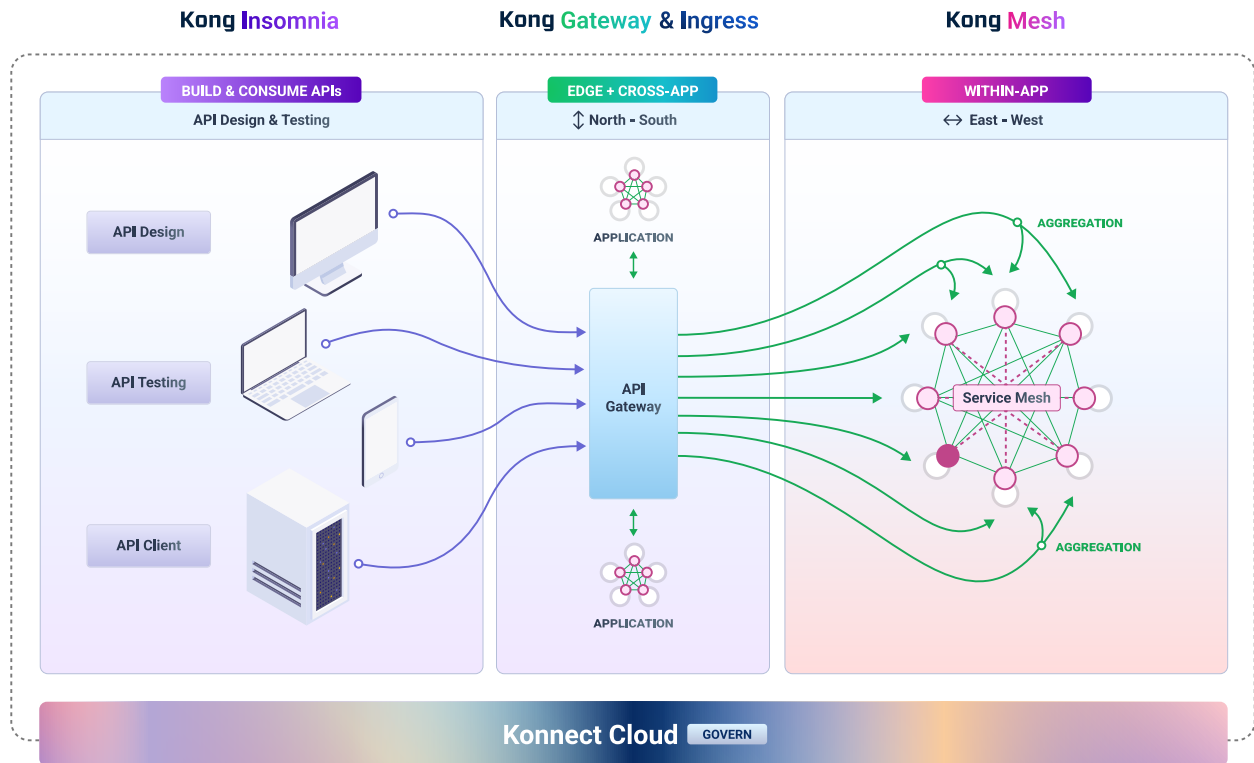 Kong Insomnia
Kong Gateway & Ingress
Kong Mesh
BUILD & CONSUME APIs
API Design & Testing
EDGE + CROSS-APP
North - South
WITHIN-APP
East - West
API Design
API Testing
API Client
APPLICATION
API
Gateway
APPLICATION
AGGREGATION
Service Mesh
AGGREGATION
Konnect Cloud
GOVERN